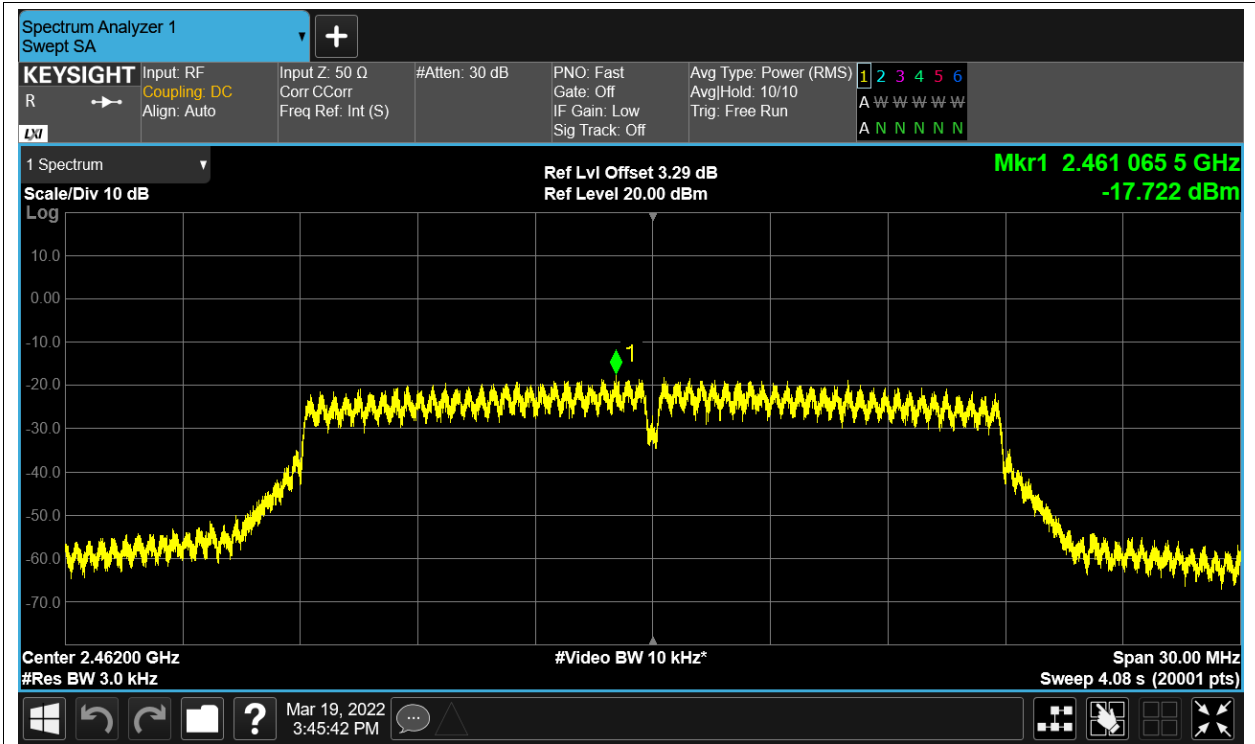 Spectrum Analyzer 1
Swept SA
KEYSIGHT
R
LXI
Input: RF
Coupling: DC
Align: Auto
Input Z: 50 Ω
Corr CCorr
Freq Ref: Int (S)
#Atten: 30 dB
PNO: Fast
Gate: Off
IF Gain: Low
Sig Track: Off
Avg Type: Power (RMS)
Avg|Hold: 10/10
Trig: Free Run
1 2 3 4 5 6
A W W W W W
A N N N N N
1 Spectrum
Scale/Div 10 dB
Log
Ref Lvl Offset 3.29 dB
Ref Level 20.00 dBm
Mkr1 2.461 065 5 GHz
-17.722 dBm
10.0
0.00
-10.0
1
-20.0
-30.0
-40.0
-50.0
-60.0
-70.0
Center 2.46200 GHz
#Res BW 3.0 kHz
#Video BW 10 kHz*
Span 30.00 MHz
Sweep 4.08 s (20001 pts)
?
Mar 19, 2022
3:45:42 PM